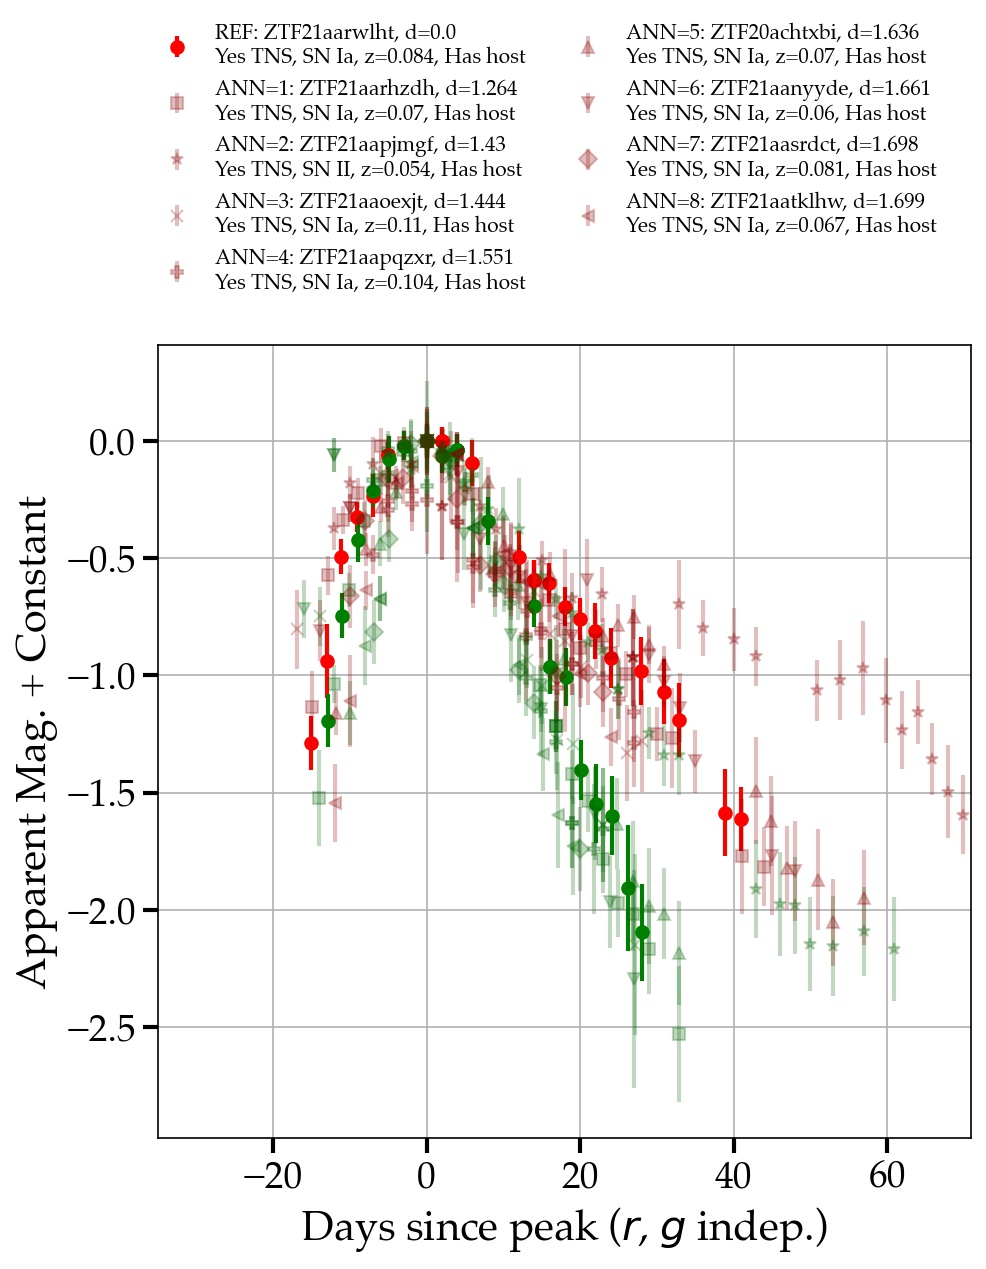 REF: ZTF21aarwlht, d=0.0
Yes TNS, SN Ia, z=0.084, Has host
ANN=1: ZTF21aarhzdh, d=1.264
Yes TNS, SN Ia, z=0.07, Has host
ANN=2: ZTF21aapjmgf, d=1.43
Yes TNS, SN II, z=0.054, Has host
ANN=3: ZTF21aaoexjt, d=1.444
Yes TNS, SN Ia, z=0.11, Has host
ANN=4: ZTF21aapqzxr, d=1.551
Yes TNS, SN Ia, z=0.104, Has host
ANN=5: ZTF20achtxbi, d=1.636
Yes TNS, SN Ia, z=0.07, Has host
ANN=6: ZTF21aanyyde, d=1.661
Yes TNS, SN Ia, z=0.06, Has host
ANN=7: ZTF21aasrdct, d=1.698
Yes TNS, SN Ia, z=0.081, Has host
ANN=8: ZTF21aatklhw, d=1.699
Yes TNS, SN Ia, z=0.067, Has host
Apparent Mag. + Constant
0.0
−0.5
−1.0
−1.5
−2.0
−2.5
−20 0 20 40 60
Days since peak (r, g indep.)